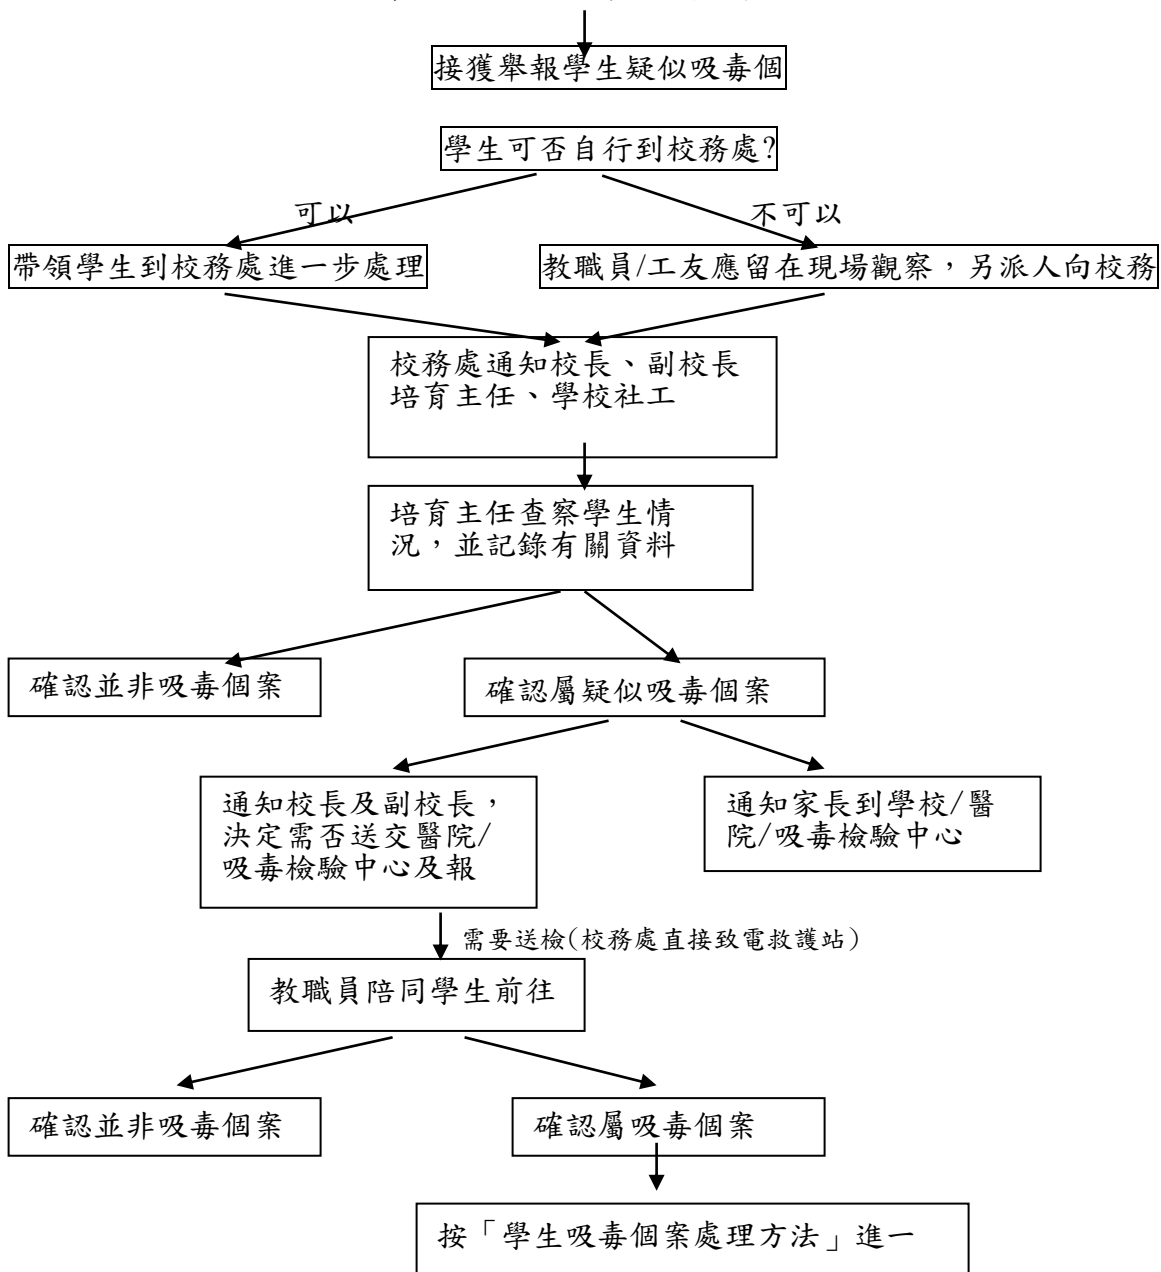 接獲舉報學生疑似吸毒個
學生可否自行到校務處?
可以
不可以
帶領學生到校務處進一步處理
教職員/工友應留在現場觀察，另派人向校務
校務處通知校長、副校長
培育主任、學校社工
培育主任查察學生情
況，並記錄有關資料
確認並非吸毒個案
確認屬疑似吸毒個案
通知校長及副校長，
決定需否送交醫院/
吸毒檢驗中心及報
通知家長到學校/醫
院/吸毒檢驗中心
需要送檢(校務處直接致電救護站)
教職員陪同學生前往
確認並非吸毒個案
確認屬吸毒個案
按「學生吸毒個案處理方法」進一